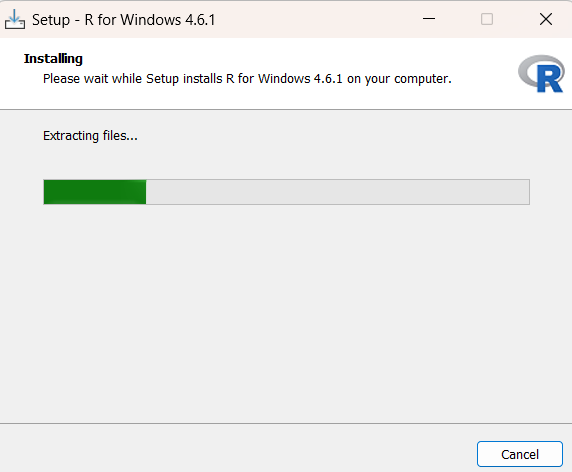 Setup - R for Windows 4.6.1
Installing
Please wait while Setup installs R for Windows 4.6.1 on your computer.
R
Extracting files...
Cancel